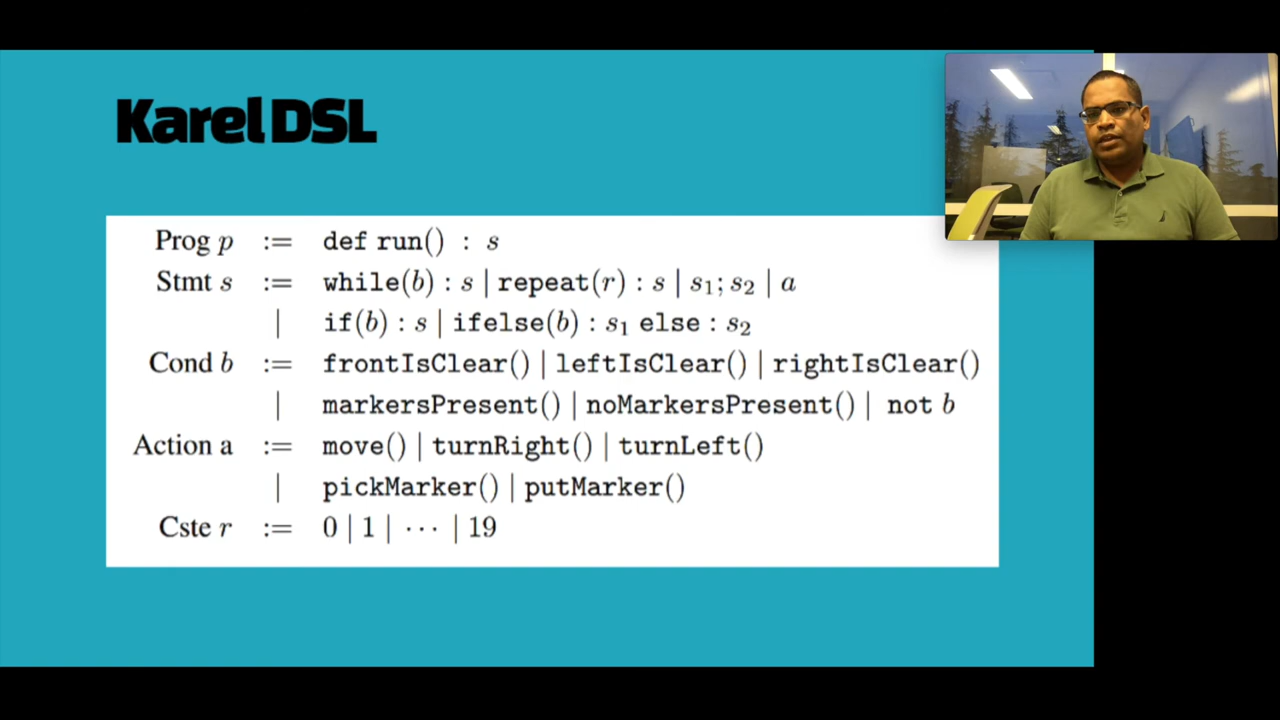 Karel DSL
Prog p := def run() : s
Stmt s := while(b) : s | repeat(r) : s | s₁; s₂ | a
| if(b) : s | ifelse(b) : s₁ else : s₂
Cond b := frontIsClear() | leftIsClear() | rightIsClear()
| markersPresent() | noMarkersPresent() | not b
Action a := move() | turnRight() | turnLeft()
| pickMarker() | putMarker()
Cste r := 0 | 1 | ··· | 19